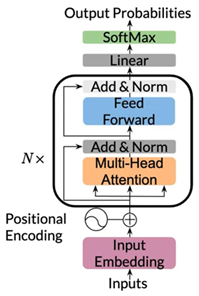 Output Probabilities
SoftMax
Linear
Add & Norm
Feed
Forward
N×
Add & Norm
Multi-Head
Attention
Positional
Encoding
Input
Embedding
Inputs